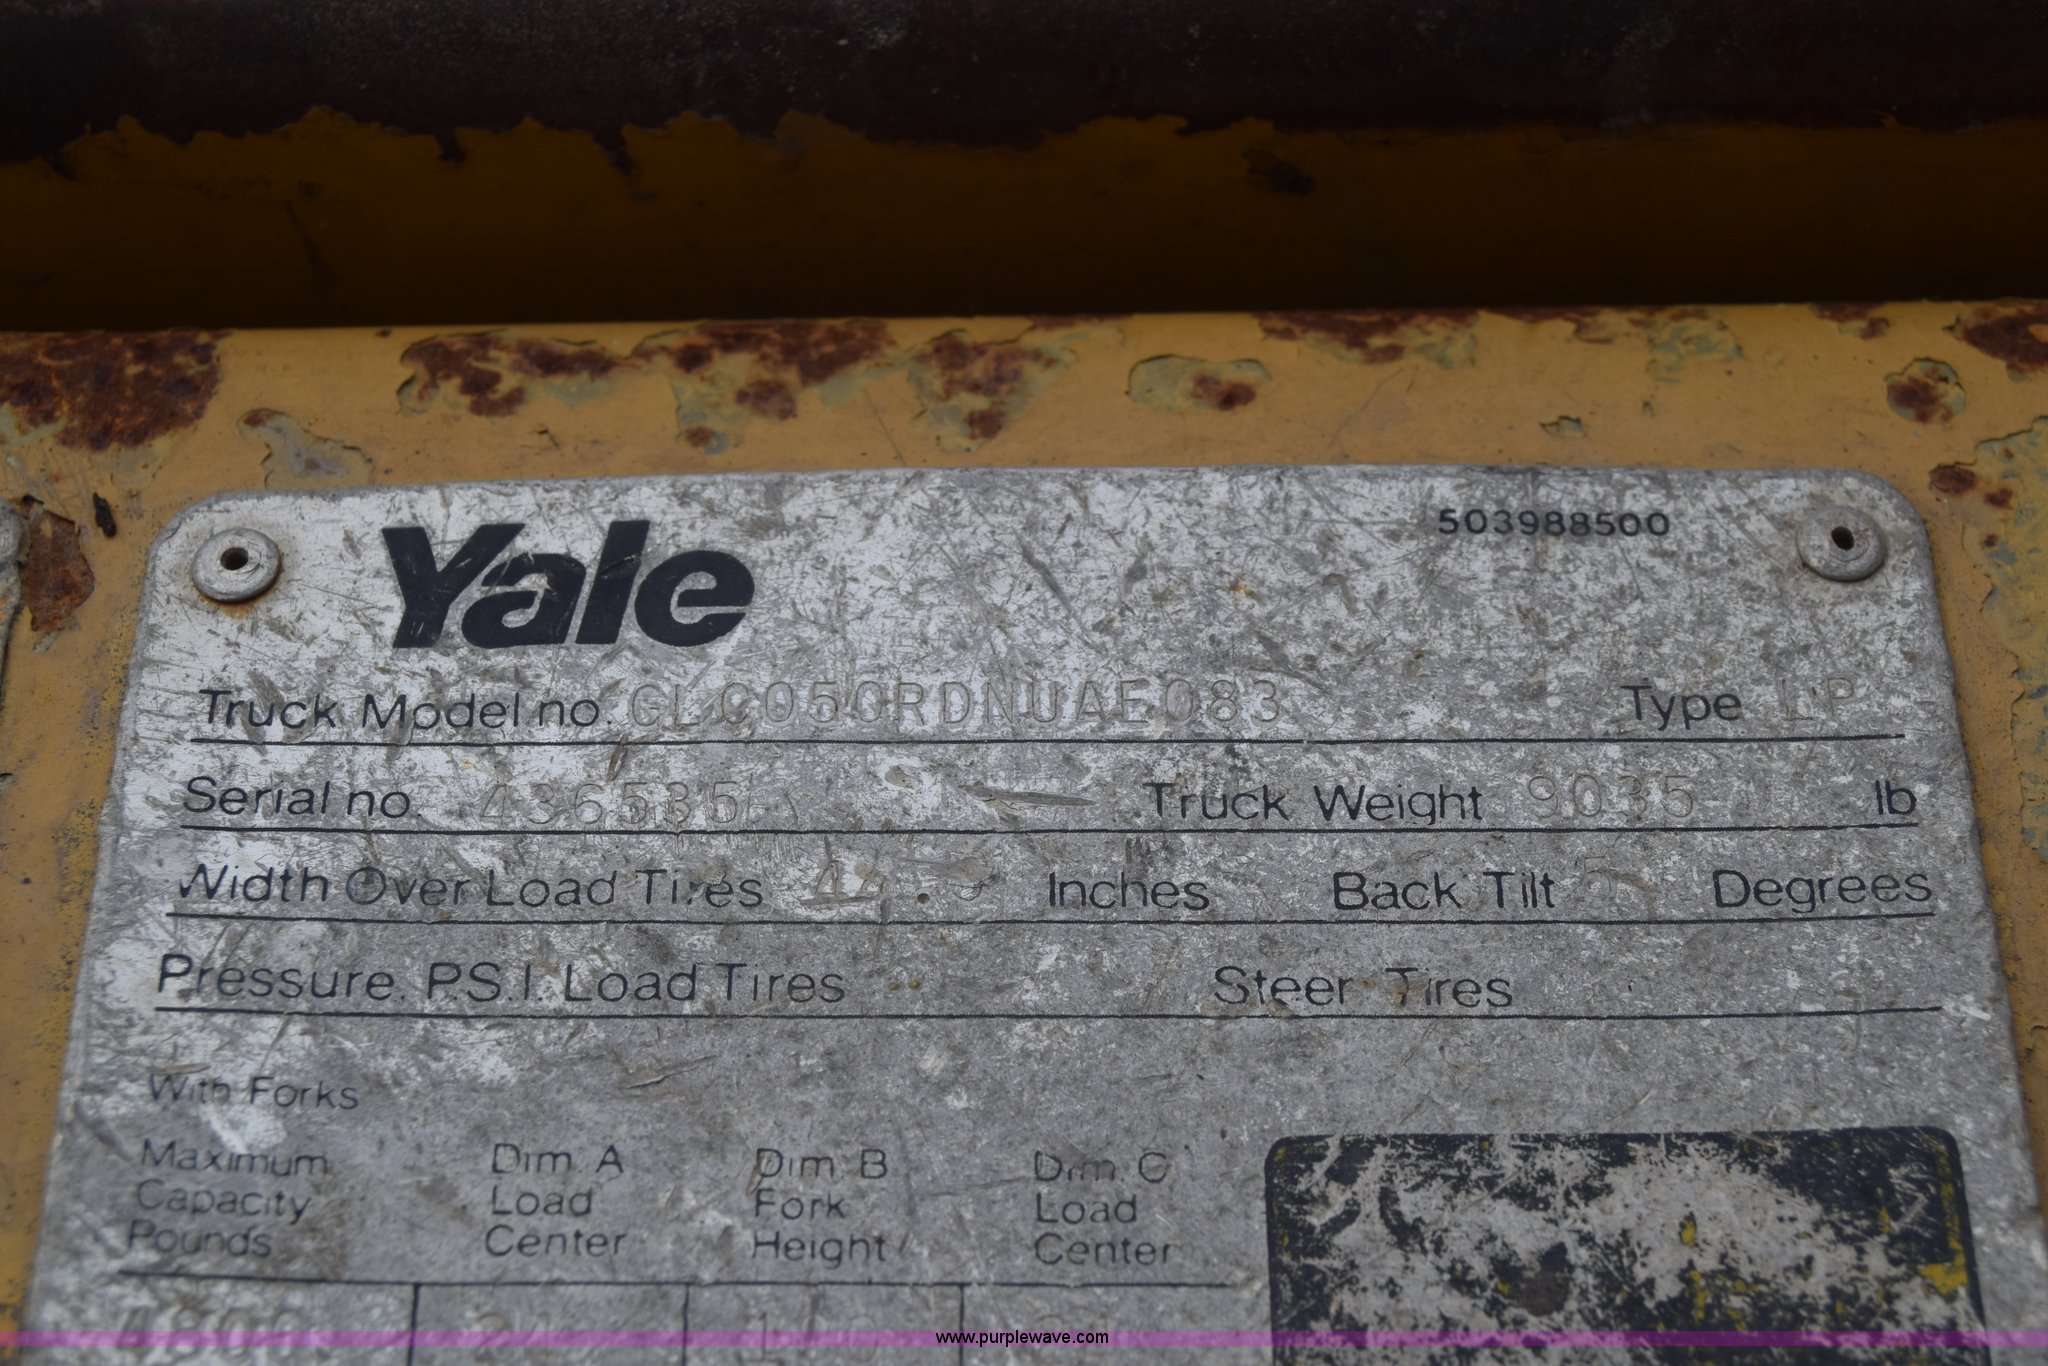 Yale
503988500
Truck Model no. GLC050RDNUAE083 Type LP
Serial no. 436535 Truck Weight 9035 lb
Width Over Load Tires Inches Back Tilt 5 Degrees
Pressure, P.S.I. Load Tires Steer Tires
With Forks
Maximum Capacity Pounds
Dim. A Load Center
Dim. B Fork Height
Dim. C Load Center
www.purplewave.com